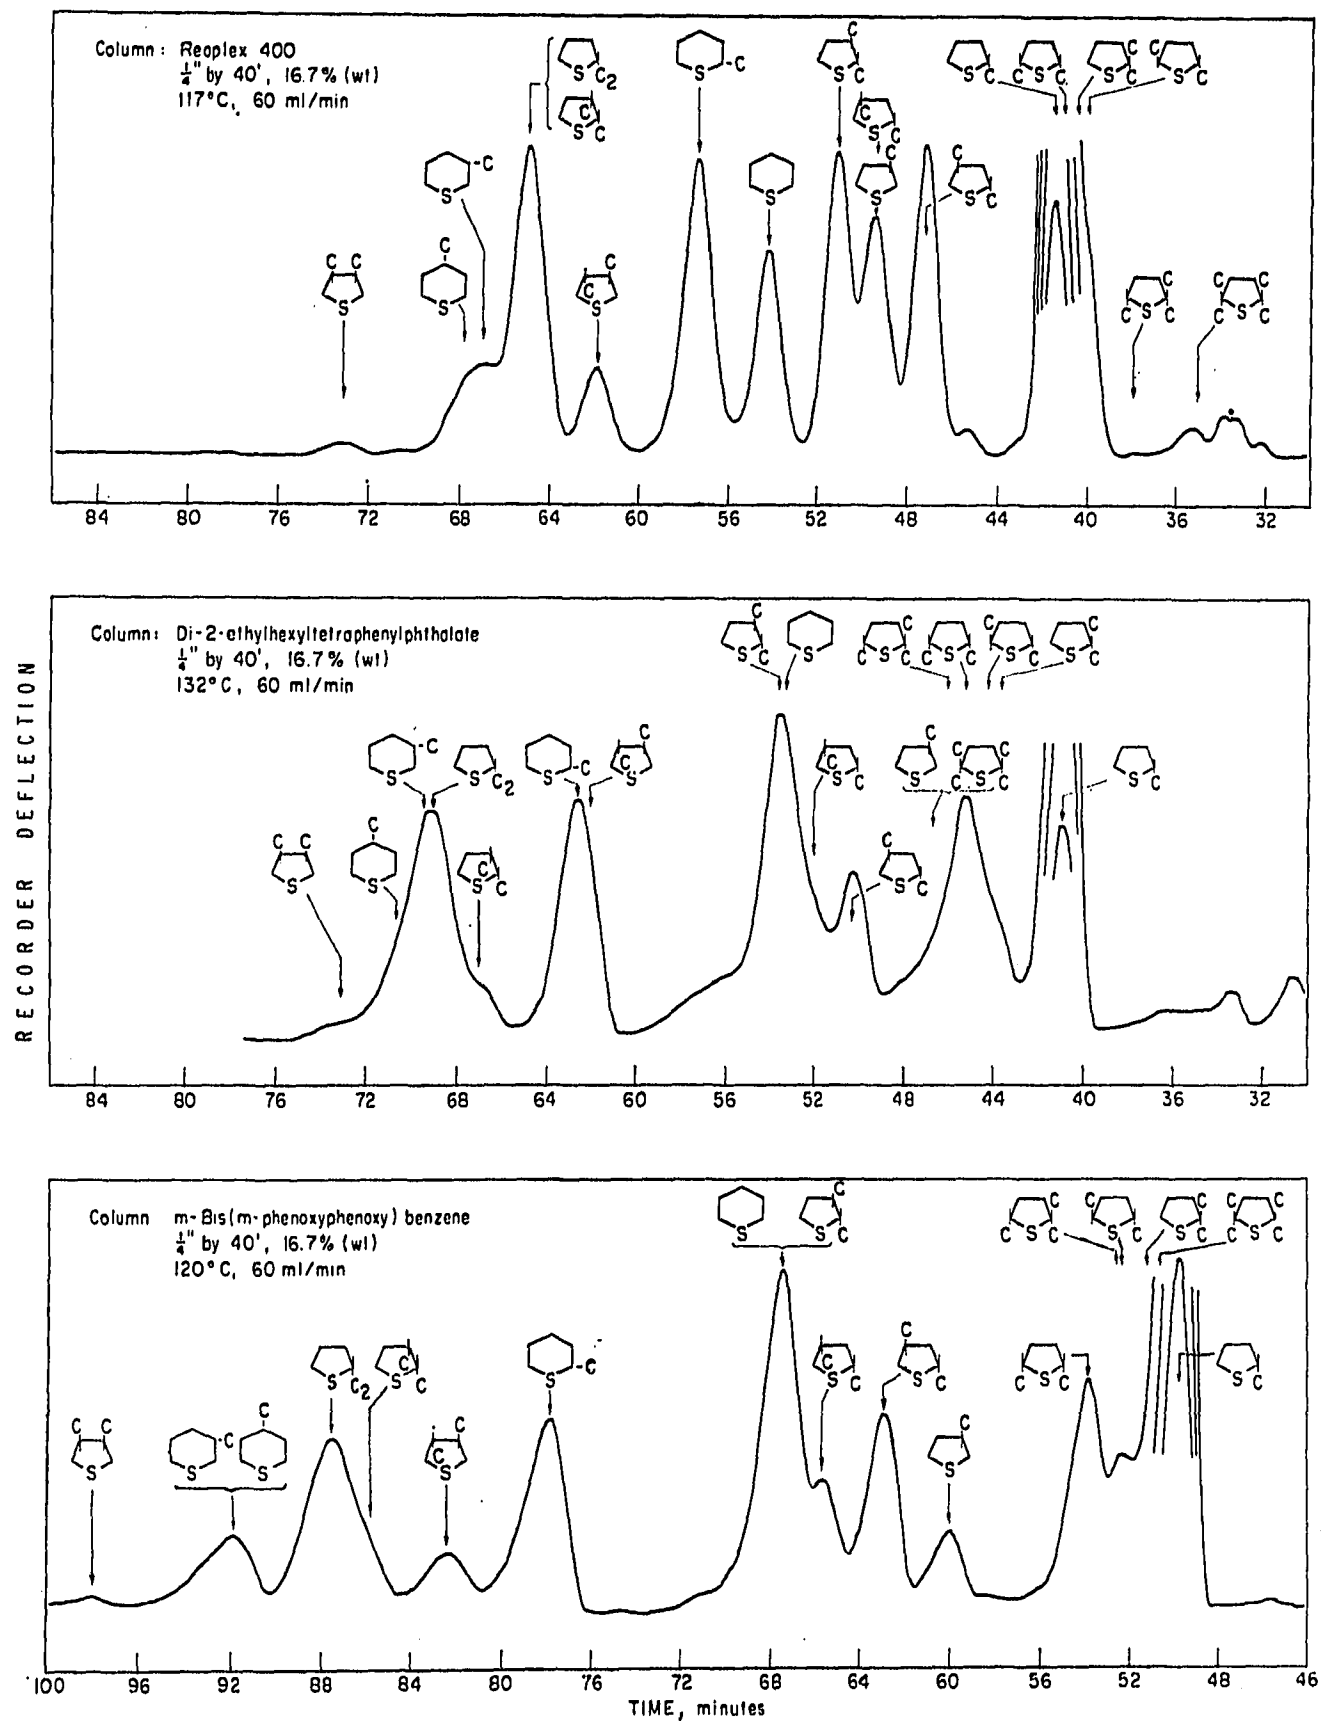 Column: Reoplex 400
1/4" by 40', 16.7% (wt)
117°C, 60 ml/min
C C
S
-C
S
C
S
S C2
C
S C
C
C
S
-C
S
S
C
S C
C
S C
C
S
C
S C
S C
C S C
C
S C
C
S C
C
C S C
C C
C S C
84 80 76 72 68 64 60 56 52 48 44 40 36 32
RECORDER DEFLECTION
Column: Di-2-ethylhexyltetraphenylphthalate
1/4" by 40', 16.7% (wt)
132°C, 60 ml/min
C C
S
C
S
-C
S
S C2
C
S C
S -C
C
C
S
C
S C
S
C
S C
C
S C
C
S
C
C S C
C
C S C
C S C
C
S C
C
S C
S C
84 80 76 72 68 64 60 56 52 48 44 40 36 32
Column m-Bis(m-phenoxyphenoxy) benzene
1/4" by 40', 16.7% (wt)
120°C, 60 ml/min
C C
S
-C
S
C
S
S C2
C
S C
C
C
S
S -C
S
C
S C
C
S C
C
S C
C
S
C
C S C
C
S C
C
S C
C C
C S C
C S C
S C
100 96 92 88 84 80 76 72 68 64 60 56 52 48 46
TIME, minutes